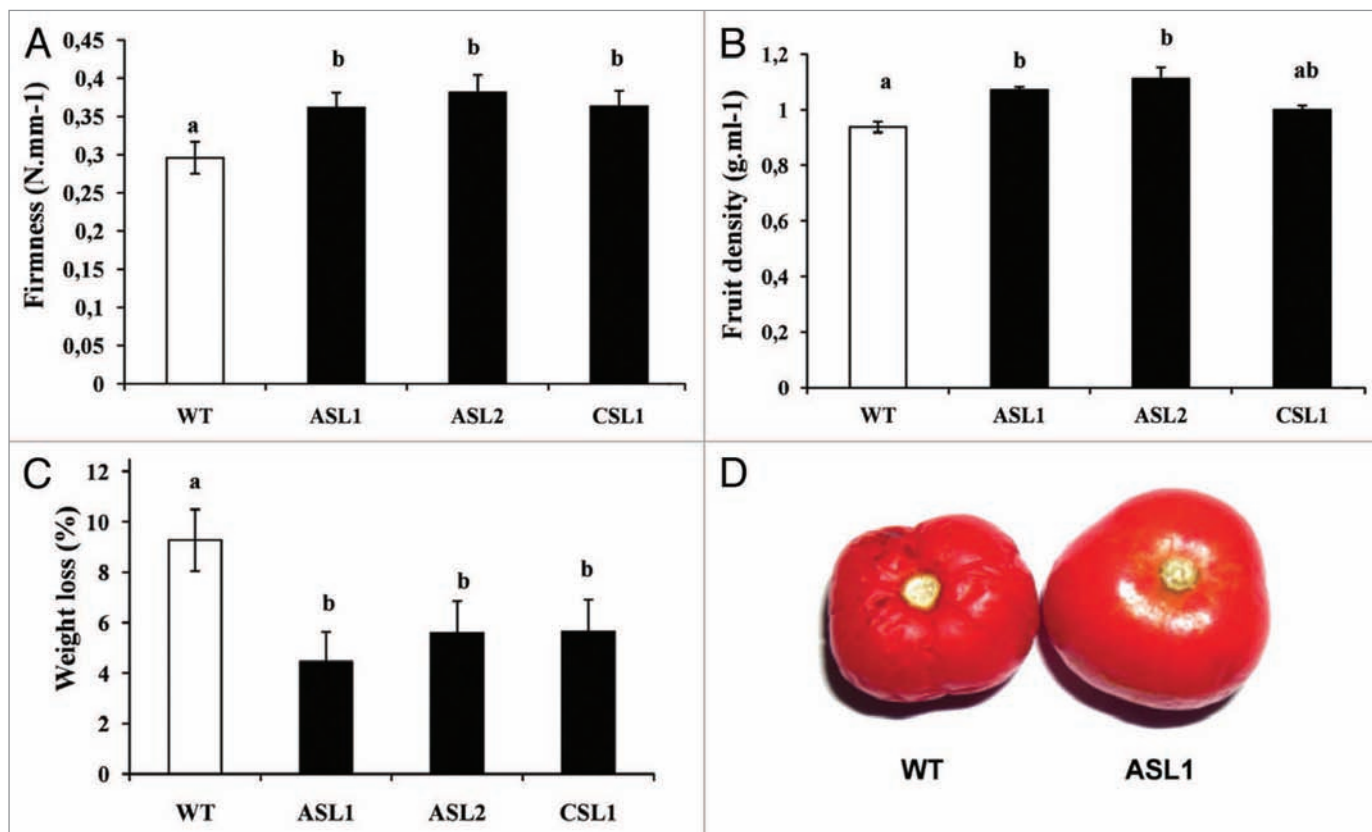 A
Firmness (N.mm-1)
0,45
0,4
0,35
0,3
0,25
0,2
0,15
0,1
0,05
0
a
b
b
b
WT
ASL1
ASL2
CSL1
B
Fruit density (g.ml-1)
1,2
1
0,8
0,6
0,4
0,2
0
a
b
b
ab
WT
ASL1
ASL2
CSL1
C
Weight loss (%)
12
10
8
6
4
2
0
a
b
b
b
WT
ASL1
ASL2
CSL1
D
WT
ASL1